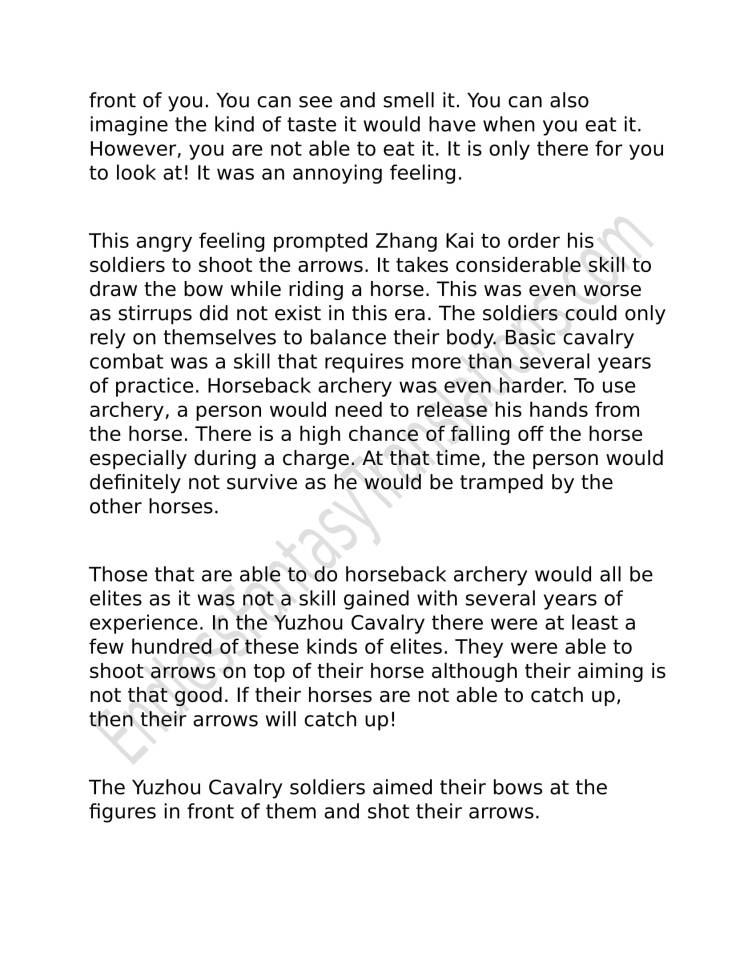 front of you. You can see and smell it. You can also
imagine the kind of taste it would have when you eat it.
However, you are not able to eat it. It is only there for you
to look at! It was an annoying feeling.
This angry feeling prompted Zhang Kai to order his
soldiers to shoot the arrows. It takes considerable skill to
draw the bow while riding a horse. This was even worse
as stirrups did not exist in this era. The soldiers could only
rely on themselves to balance their body. Basic cavalry
combat was a skill that requires more than several years
of practice. Horseback archery was even harder. To use
archery, a person would need to release his hands from
the horse. There is a high chance of falling off the horse
especially during a charge. At that time, the person would
definitely not survive as he would be tramped by the
other horses.
Those that are able to do horseback archery would all be
elites as it was not a skill gained with several years of
experience. In the Yuzhou Cavalry there were at least a
few hundred of these kinds of elites. They were able to
shoot arrows on top of their horse although their aiming is
not that good. If their horses are not able to catch up,
then their arrows will catch up!
The Yuzhou Cavalry soldiers aimed their bows at the
figures in front of them and shot their arrows.
EndlessFantasyTranslations.com